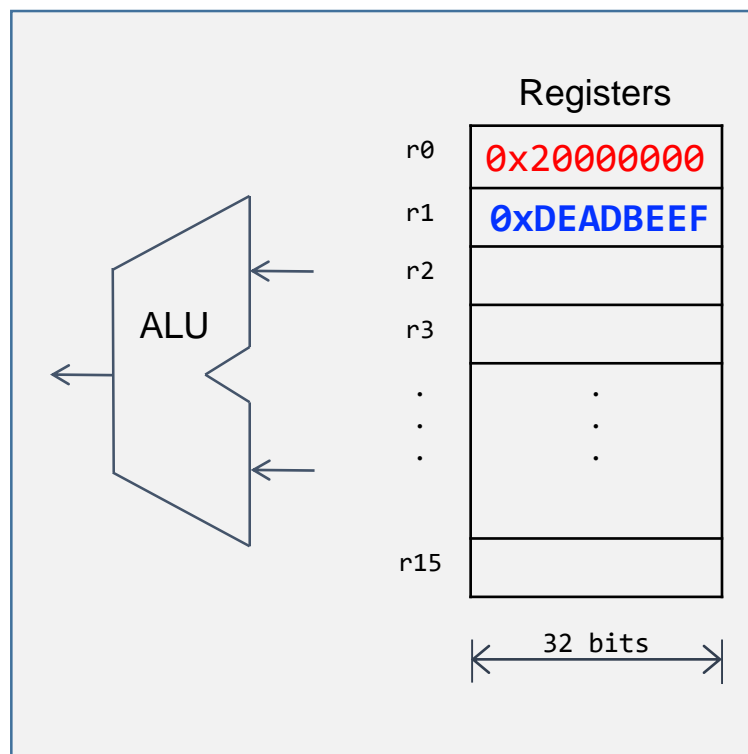 Registers
r0 0x20000000
r1 0xDEADBEEF
r2
r3
ALU
. .
. .
. .
r15
32 bits